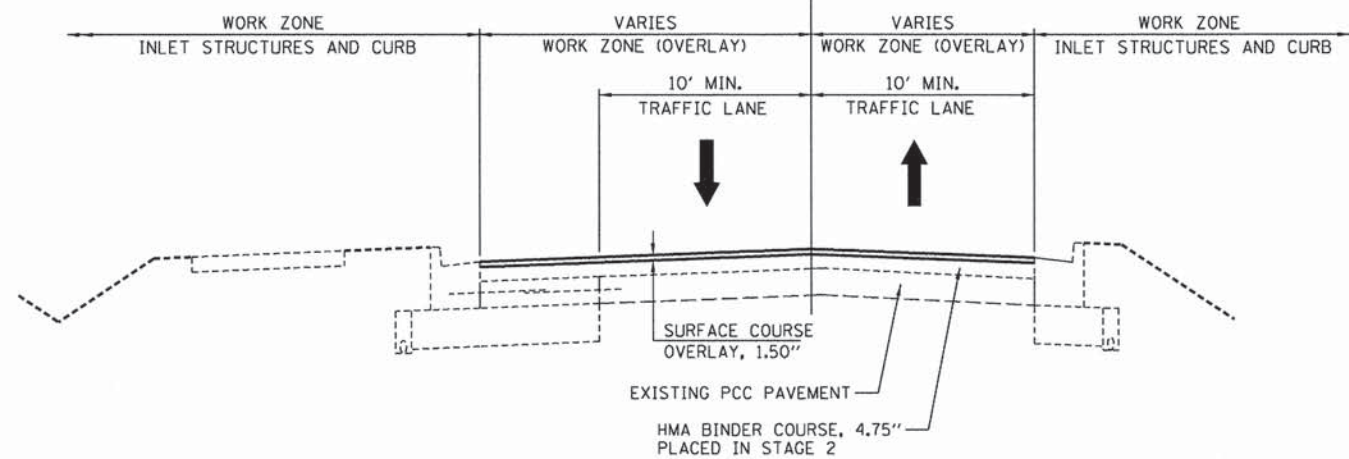 WORK ZONE
INLET STRUCTURES AND CURB
VARIES
WORK ZONE (OVERLAY)
VARIES
WORK ZONE (OVERLAY)
WORK ZONE
INLET STRUCTURES AND CURB
10' MIN.
TRAFFIC LANE
10' MIN.
TRAFFIC LANE
SURFACE COURSE
OVERLAY, 1.50"
EXISTING PCC PAVEMENT
HMA BINDER COURSE, 4.75"
PLACED IN STAGE 2